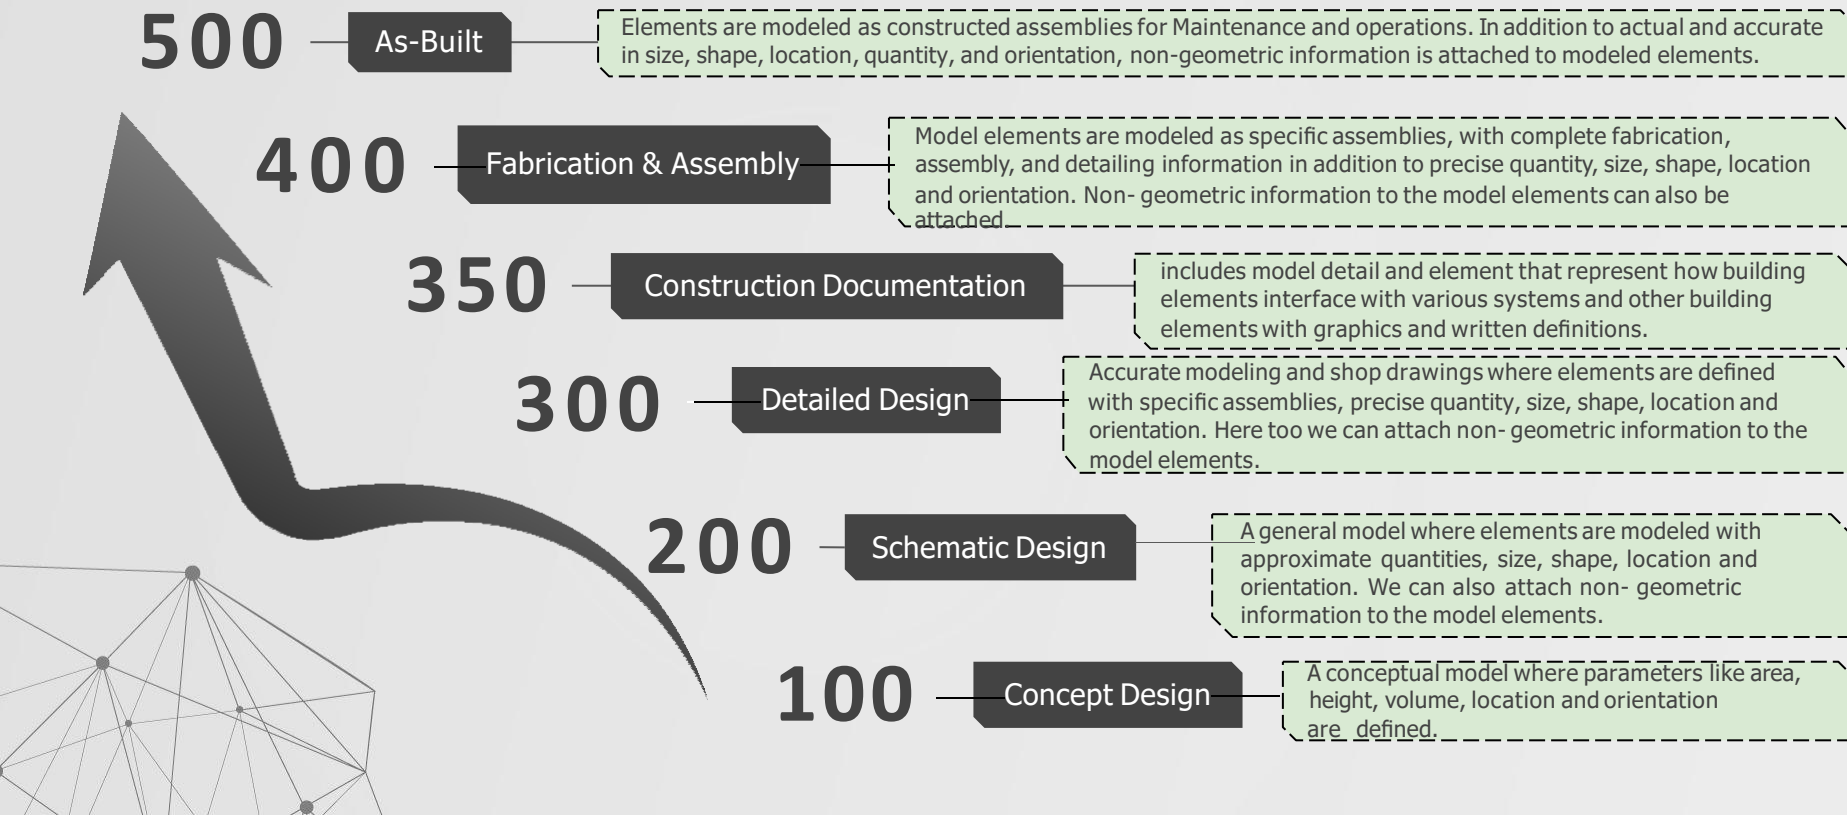 500
As-Built
Elements are modeled as constructed assemblies for Maintenance and operations. In addition to actual and accurate
in size, shape, location, quantity, and orientation, non-geometric information is attached to modeled elements.
400
Fabrication & Assembly
Model elements are modeled as specific assemblies, with complete fabrication,
assembly, and detailing information in addition to precise quantity, size, shape, location
and orientation. Non- geometric information to the model elements can also be
attached.
350
Construction Documentation
includes model detail and element that represent how building
elements interface with various systems and other building
elements with graphics and written definitions.
300
Detailed Design
Accurate modeling and shop drawings where elements are defined
with specific assemblies, precise quantity, size, shape, location and
orientation. Here too we can attach non- geometric information to the
model elements.
200
Schematic Design
A general model where elements are modeled with
approximate quantities, size, shape, location and
orientation. We can also attach non- geometric
information to the model elements.
100
Concept Design
A conceptual model where parameters like area,
height, volume, location and orientation
are defined.